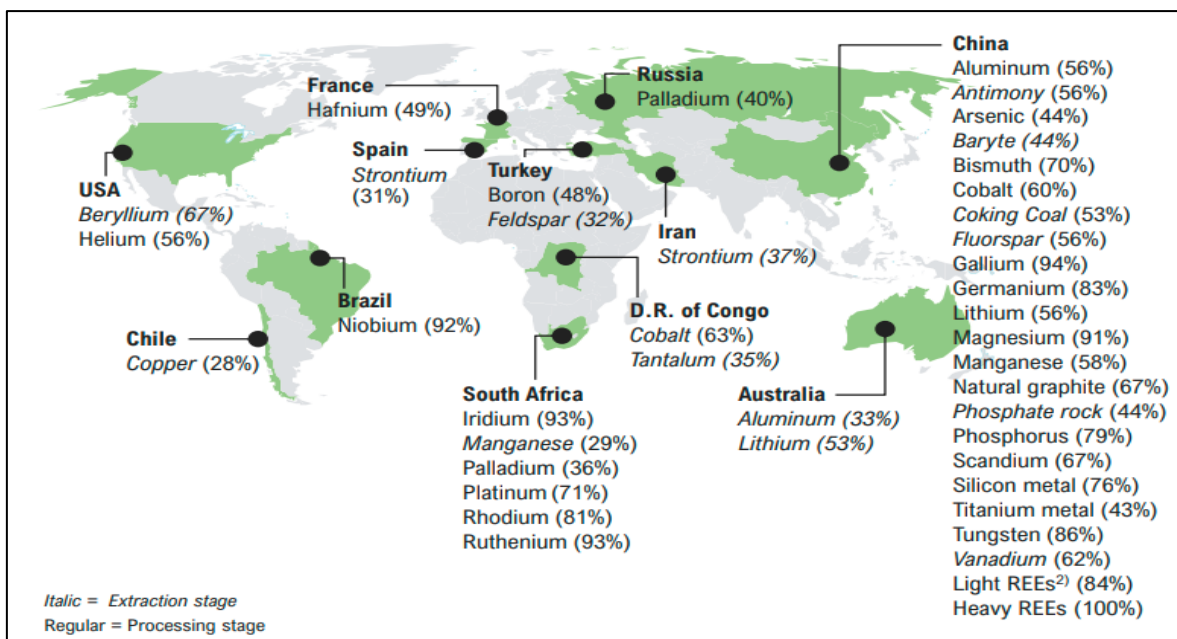 France
Hafnium (49%)
Russia
Palladium (40%)
Spain
Strontium
(31%)
Turkey
Boron (48%)
Feldspar (32%)
Iran
Strontium (37%)
USA
Beryllium (67%)
Helium (56%)
Brazil
Niobium (92%)
Chile
Copper (28%)
D.R. of Congo
Cobalt (63%)
Tantalum (35%)
South Africa
Iridium (93%)
Manganese (29%)
Palladium (36%)
Platinum (71%)
Rhodium (81%)
Ruthenium (93%)
Australia
Aluminum (33%)
Lithium (53%)
China
Aluminum (56%)
Antimony (56%)
Arsenic (44%)
Baryte (44%)
Bismuth (70%)
Cobalt (60%)
Coking Coal (53%)
Fluorspar (56%)
Gallium (94%)
Germanium (83%)
Lithium (56%)
Magnesium (91%)
Manganese (58%)
Natural graphite (67%)
Phosphate rock (44%)
Phosphorus (79%)
Scandium (67%)
Silicon metal (76%)
Titanium metal (43%)
Tungsten (86%)
Vanadium (62%)
Light REEs2) (84%)
Heavy REEs (100%)
Italic = Extraction stage
Regular = Processing stage